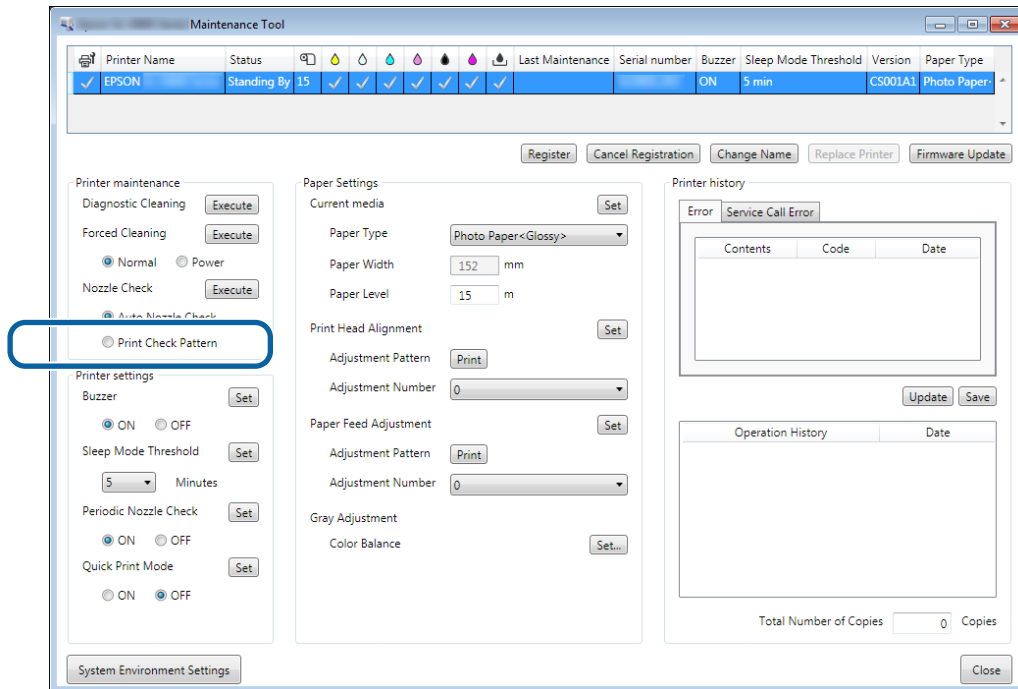 Maintenance Tool
Printer Name Status Last Maintenance Serial number Buzzer Sleep Mode Threshold Version Paper Type
EPSON Standing By 15 ON 5 min CS001A1 Photo Paper
Register Cancel Registration Change Name Replace Printer Firmware Update
Printer maintenance
Diagnostic Cleaning Execute
Forced Cleaning Execute
Normal Power
Nozzle Check Execute
Auto Nozzle Check
Print Check Pattern
Printer settings
Buzzer Set
ON OFF
Sleep Mode Threshold Set
5 Minutes
Periodic Nozzle Check Set
ON OFF
Quick Print Mode Set
ON OFF
Paper Settings
Current media Set
Paper Type Photo Paper<Glossy>
Paper Width 152 mm
Paper Level 15 m
Print Head Alignment Set
Adjustment Pattern Print
Adjustment Number 0
Paper Feed Adjustment Set
Adjustment Pattern Print
Adjustment Number 0
Gray Adjustment
Color Balance Set...
Printer history
Error Service Call Error
Contents Code Date
Update Save
Operation History Date
Total Number of Copies 0 Copies
System Environment Settings Close